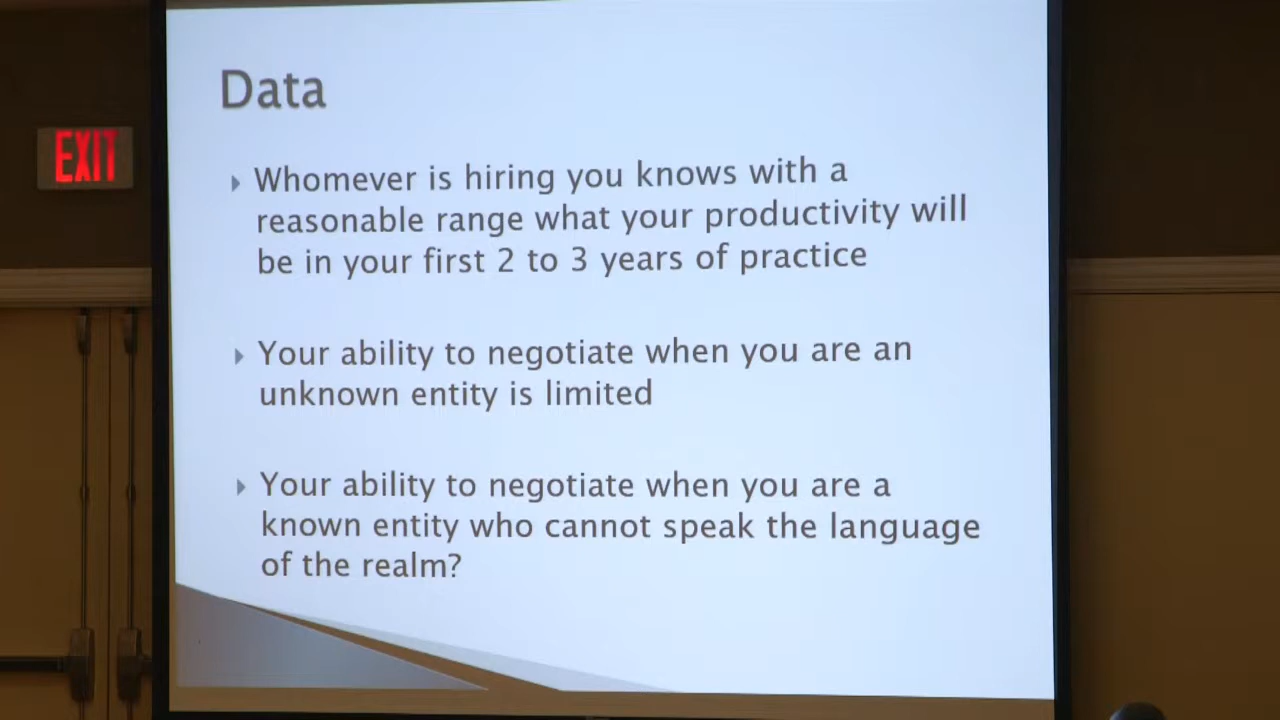 Data
EXIT
Whomever is hiring you knows with a
reasonable range what your productivity will
be in your first 2 to 3 years of practice
Your ability to negotiate when you are an
unknown entity is limited
Your ability to negotiate when you are a
known entity who cannot speak the language
of the realm?